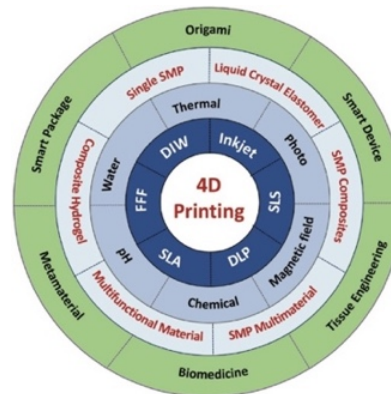 4D
Printing
DIW
Inkjet
SLS
DLP
SLA
FFF
Thermal
Photo
Magnetic field
Chemical
pH
Water
Single SMP
Liquid Crystal Elastomer
SMP Composites
SMP Multimaterial
Multifunctional Material
Composite Hydrogel
Origami
Smart Device
Tissue Engineering
Biomedicine
Metamaterial
Smart Package